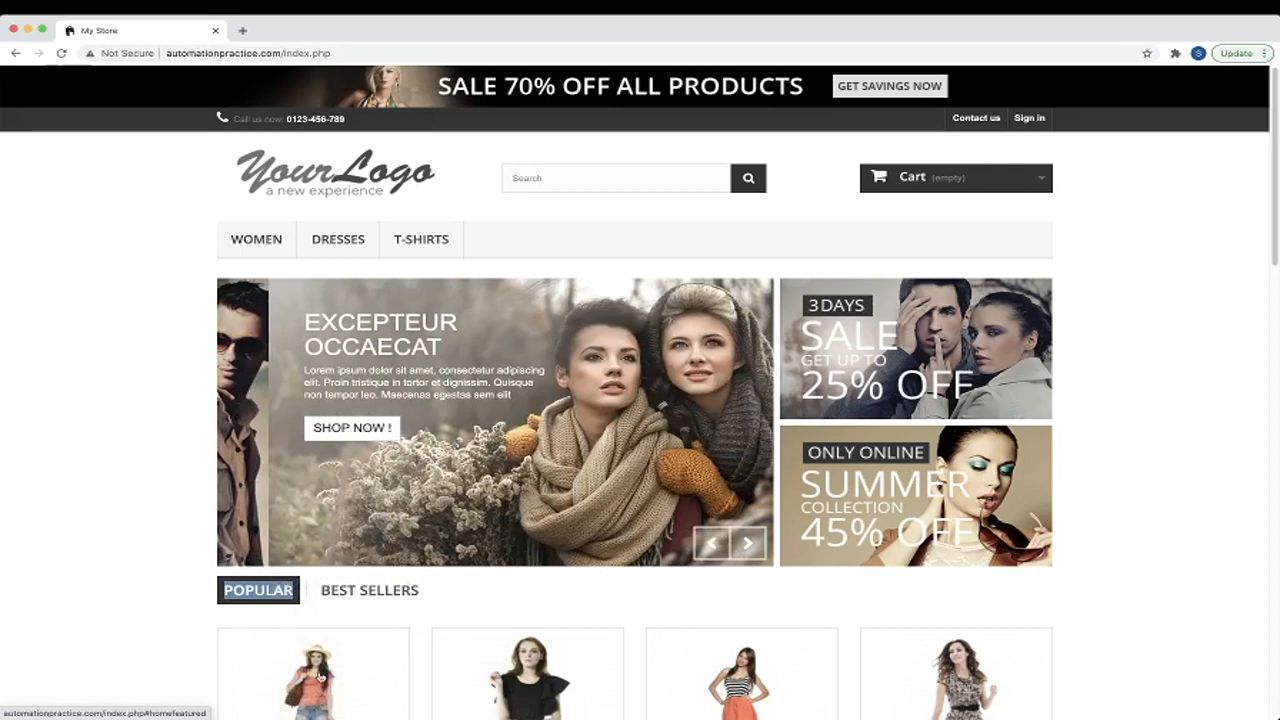 My Store
Not Secure automationpractice.com/index.php
Update
SALE 70% OFF ALL PRODUCTS GET SAVINGS NOW
Call us now: 0123-456-789
Contact us Sign in
YourLogo
a new experience
Search
Cart (empty)
WOMEN DRESSES T-SHIRTS
EXCEPTEUR
OCCAECAT
Lorem ipsum dolor sit amet, consectetur adipiscing
elit. Proin tristique in tortor et dignissim. Quisque
non tempor leo. Maecenas egestas sem elit
SHOP NOW !
3 DAYS
SALE
GET UP TO
25% OFF
ONLY ONLINE
SUMMER
COLLECTION
45% OFF
POPULAR BEST SELLERS
automationpractice.com/index.php#homefeatured